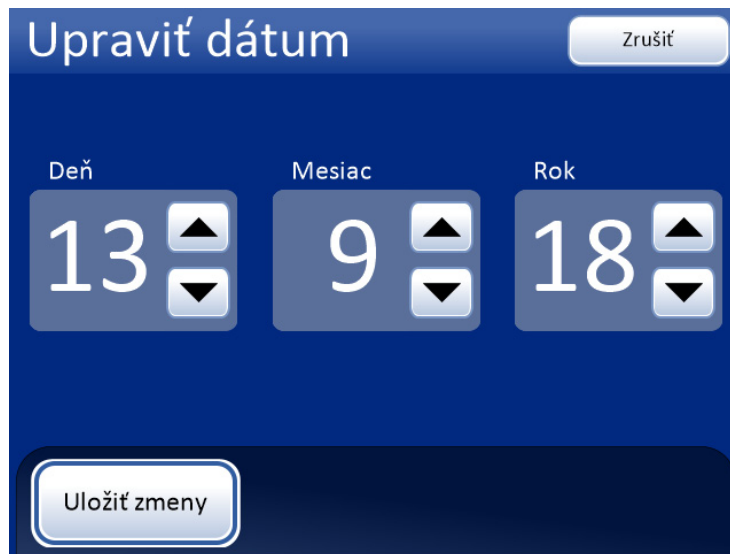 Upraviť dátum
Zrušiť
Deň
Mesiac
Rok
13
9
18
Uložiť zmeny